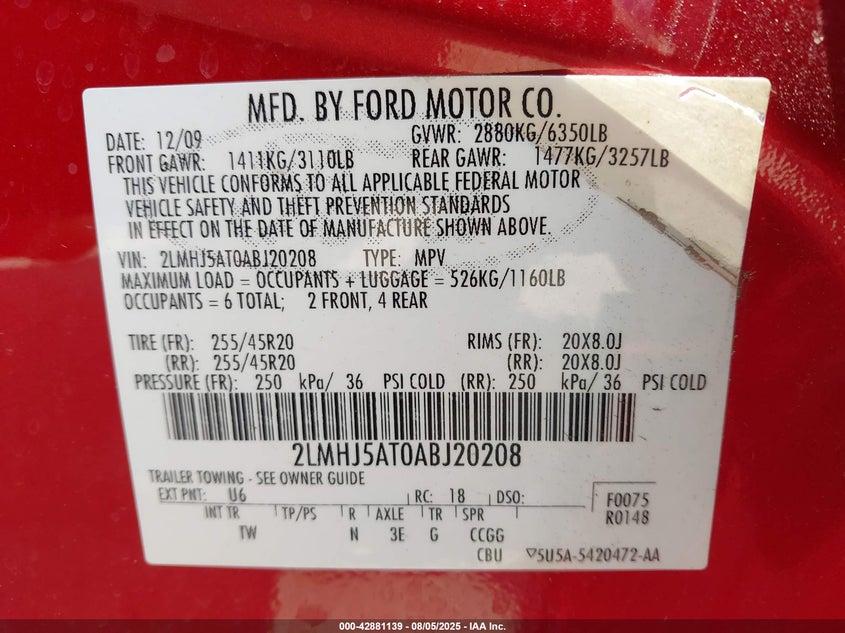 MFD. BY FORD MOTOR CO.
DATE: 12/09 GVWR: 2880KG/6350LB
FRONT GAWR: 1411KG/3110LB REAR GAWR: 1477KG/3257LB
THIS VEHICLE CONFORMS TO ALL APPLICABLE FEDERAL MOTOR
VEHICLE SAFETY AND THEFT PREVENTION STANDARDS
IN EFFECT ON THE DATE OF MANUFACTURE SHOWN ABOVE.
VIN: 2LMHJ5AT0ABJ20208 TYPE: MPV
MAXIMUM LOAD = OCCUPANTS + LUGGAGE = 526KG/1160LB
OCCUPANTS = 6 TOTAL; 2 FRONT, 4 REAR
TIRE (FR): 255/45R20 RIMS (FR): 20X8.0J
(RR): 255/45R20 (RR): 20X8.0J
PRESSURE (FR): 250 kPa/ 36 PSI COLD (RR): 250 kPa/ 36 PSI COLD
2LMHJ5AT0ABJ20208
TRAILER TOWING - SEE OWNER GUIDE
EXT PNT: U6 RC: 18 DSO: F0075
INT TR TP/PS R AXLE TR SPR R0148
TW N 3E G CCGG
CBU ▽5U5A-5420472-AA
000-42881139 - 08/05/2025 - IAA Inc.